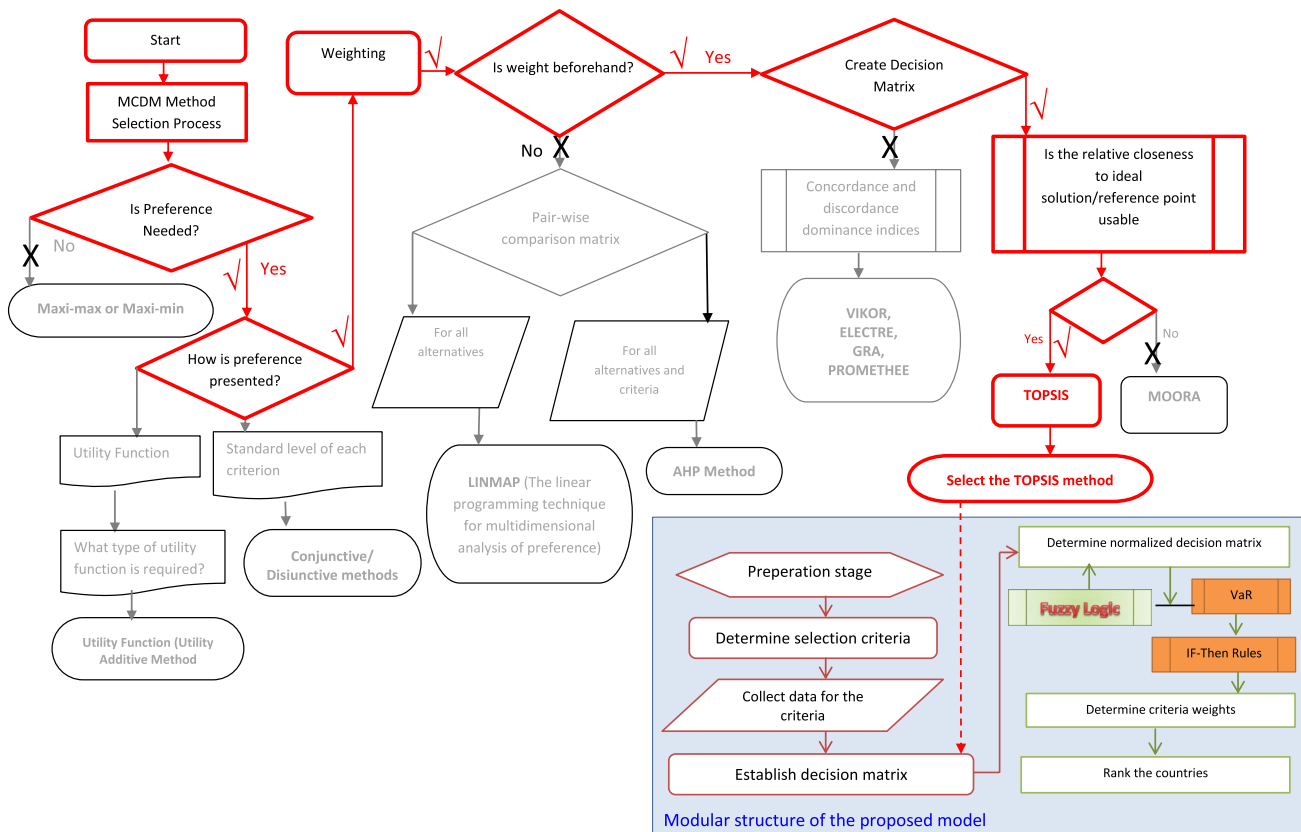 Start
MCDM Method
Selection Process
Is Preference
Needed?
No
X
Maxi-max or Maxi-min
√
Yes
How is preference
presented?
√
Utility Function
Standard level of each
criterion
What type of utility
function is required?
Conjunctive/
Disiunctive methods
Utility Function (Utility
Additive Method
Weighting
√
Is weight beforehand?
√
Yes
No
X
Pair-wise
comparison matrix
For all
alternatives
For all
alternatives and
criteria
LINMAP (The linear
programming technique
for multidimensional
analysis of preference)
AHP Method
Create Decision
Matrix
√
X
Concordance and
discordance
dominance indices
VIKOR,
ELECTRE,
GRA,
PROMETHEE
Is the relative closeness
to ideal
solution/reference point
usable
Yes
√
No
X
TOPSIS
MOORA
Select the TOPSIS method
Preperation stage
Determine selection criteria
Collect data for the
criteria
Establish decision matrix
Determine normalized decision matrix
Fuzzy Logic
VaR
IF-Then Rules
Determine criteria weights
Rank the countries
Modular structure of the proposed model